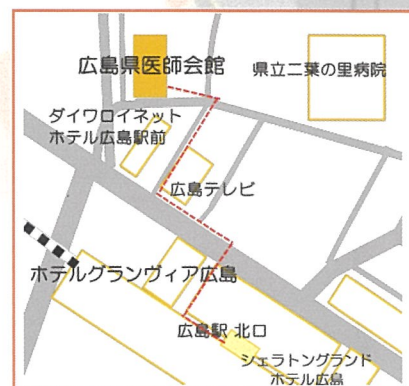 広島県医師会館
県立二葉の里病院
ダイワロイネット
ホテル広島駅前
広島テレビ
ホテルグランヴィア広島
広島駅 北口
シェラトングランド
ホテル広島